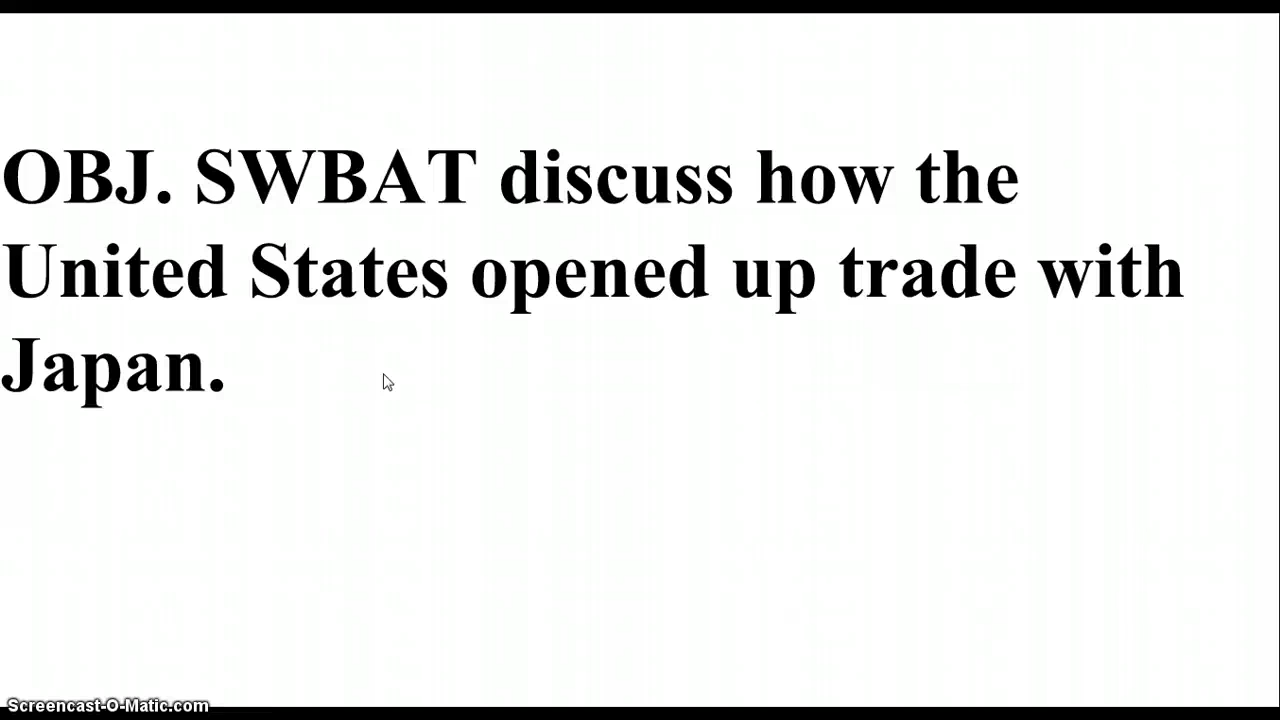 OBJ. SWBAT discuss how the
United States opened up trade with
Japan.
Screencast-O-Matic.com